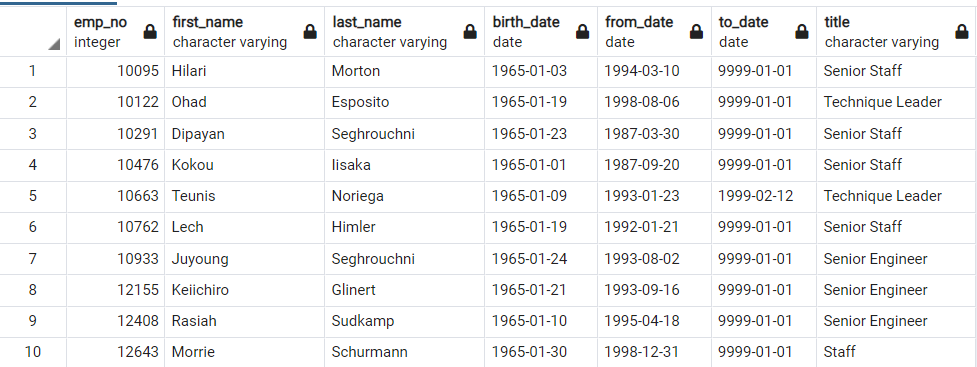 emp_no first_name last_name birth_date from_date to_date title
integer character varying character varying date date date character varying
1 10095 Hilari Morton 1965-01-03 1994-03-10 9999-01-01 Senior Staff
2 10122 Ohad Esposito 1965-01-19 1998-08-06 9999-01-01 Technique Leader
3 10291 Dipayan Seghrouchni 1965-01-23 1987-03-30 9999-01-01 Senior Staff
4 10476 Kokou Iisaka 1965-01-01 1987-09-20 9999-01-01 Senior Staff
5 10663 Teunis Noriega 1965-01-09 1993-01-23 1999-02-12 Technique Leader
6 10762 Lech Himler 1965-01-19 1992-01-21 9999-01-01 Senior Staff
7 10933 Juyoung Seghrouchni 1965-01-24 1993-08-02 9999-01-01 Senior Engineer
8 12155 Keiichiro Glinert 1965-01-21 1993-09-16 9999-01-01 Senior Engineer
9 12408 Rasiah Sudkamp 1965-01-10 1995-04-18 9999-01-01 Senior Engineer
10 12643 Morrie Schurmann 1965-01-30 1998-12-31 9999-01-01 Staff